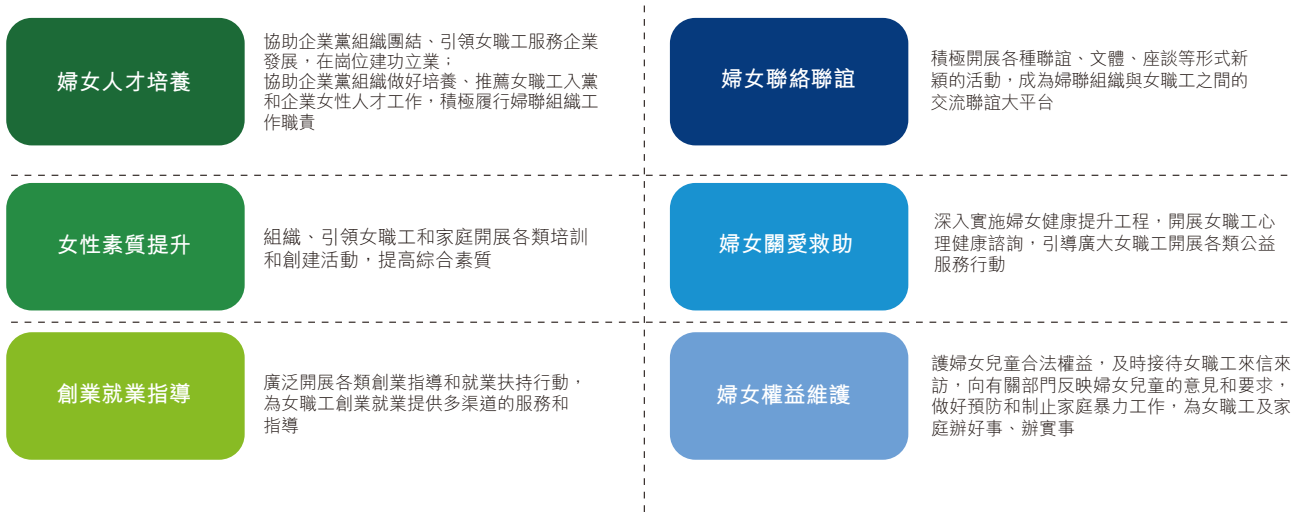 婦女人才培養
協助企業黨組織團結、引領女職工服務企業
發展，在崗位建功立業；
協助企業黨組織做好培養、推薦女職工入黨
和企業女性人才工作，積極履行婦聯組織工
作職責
婦女聯絡聯誼
積極開展各種聯誼、文體、座談等形式新
穎的活動，成為婦聯組織與女職工之間的
交流聯誼大平台
女性素質提升
組織、引領女職工和家庭開展各類培訓
和創建活動，提高綜合素質
婦女關愛救助
深入實施婦女健康提升工程，開展女職工心
理健康諮詢，引導廣大女職工開展各類公益
服務行動
創業就業指導
廣泛開展各類創業指導和就業扶持行動，
為女職工創業就業提供多渠道的服務和
指導
婦女權益維護
護婦女兒童合法權益，及時接待女職工來信來
訪，向有關部門反映婦女兒童的意見和要求，
做好預防和制止家庭暴力工作，為女職工及家
庭辦好事、辦實事